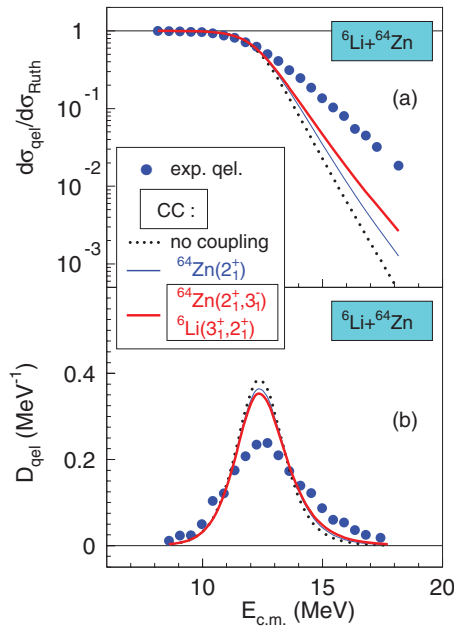 1
⁶Li+⁶⁴Zn
(a)
10⁻¹
10⁻²
10⁻³
dσqel/dσRuth
exp. qel.
CC :
no coupling
⁶⁴Zn(2₁⁺)
⁶⁴Zn(2₁⁺,3₁⁻)
⁶Li(3₁⁺,2₁⁺)
⁶Li+⁶⁴Zn
(b)
0.4
0.2
0
Dqel (MeV⁻¹)
10 15 20
Ec.m. (MeV)